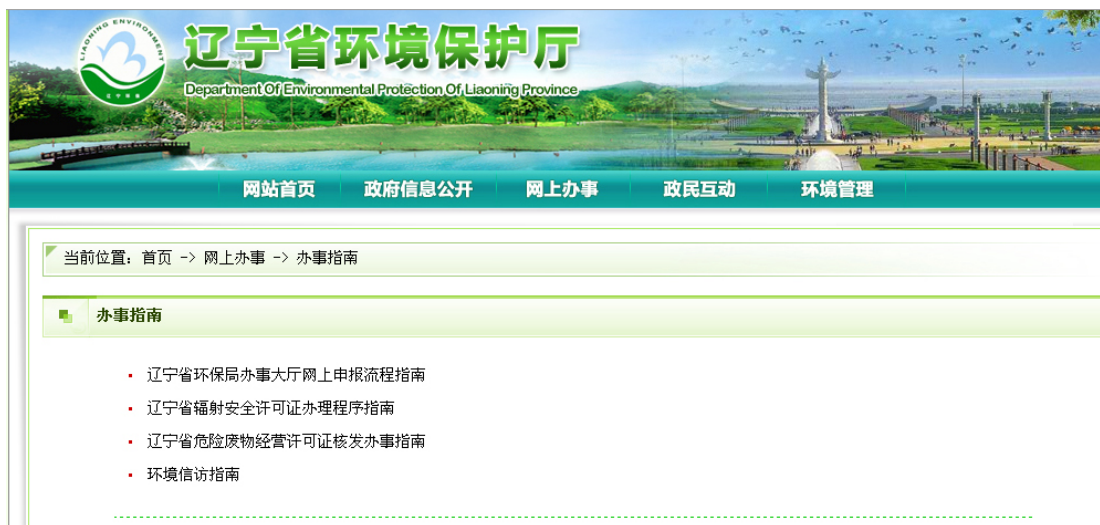 LIAONING ENVIRONMENT
辽宁环保
辽宁省环境保护厅
Department Of Environmental Protection Of Liaoning Province
网站首页 政府信息公开 网上办事 政民互动 环境管理
当前位置：首页 -> 网上办事 -> 办事指南
办事指南
辽宁省环保局办事大厅网上申报流程指南
辽宁省辐射安全许可证办理程序指南
辽宁省危险废物经营许可证核发办事指南
环境信访指南